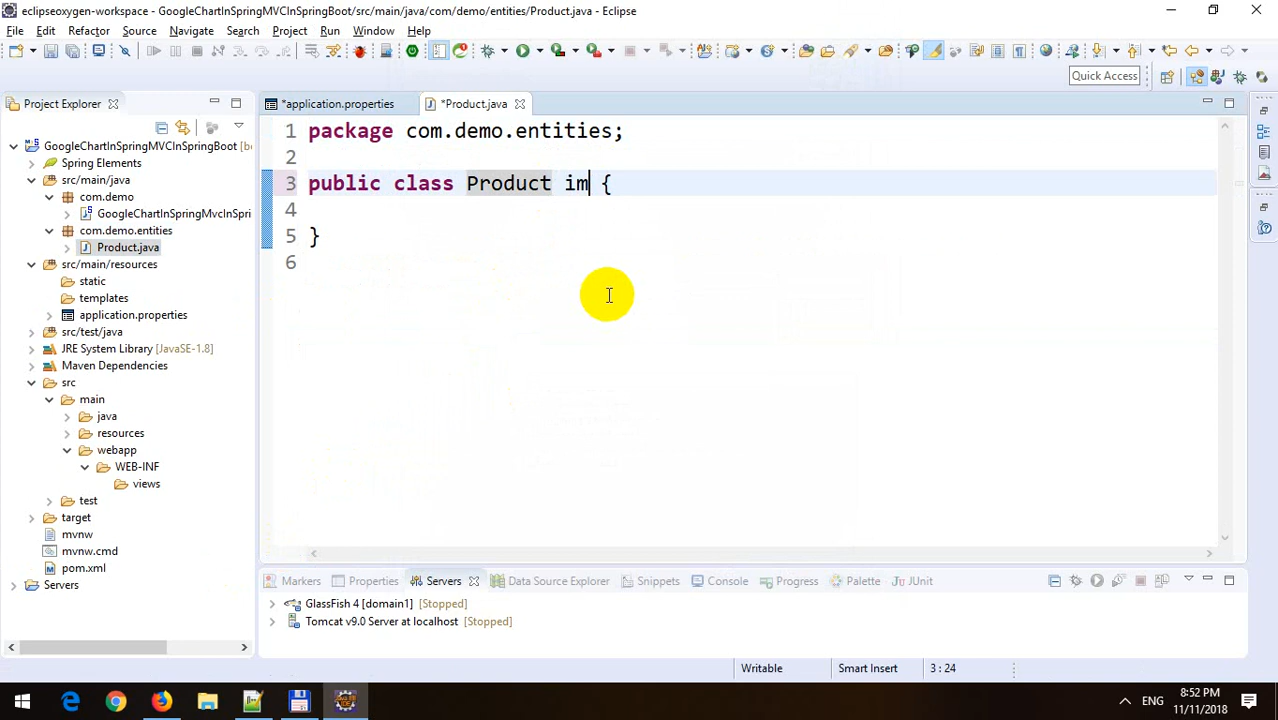 eclipseoxygen-workspace - GoogleChartInSpringMVCInSpringBoot/src/main/java/com/demo/entities/Product.java - Eclipse
File Edit Refactor Source Navigate Search Project Run Window Help
Quick Access
Project Explorer
*application.properties
*Product.java
GoogleChartInSpringMVCInSpringBoot [b
Spring Elements
src/main/java
com.demo
GoogleChartInSpringMvcInSpri
com.demo.entities
Product.java
src/main/resources
static
templates
application.properties
src/test/java
JRE System Library [JavaSE-1.8]
Maven Dependencies
src
main
java
resources
webapp
WEB-INF
views
test
target
mvnw
mvnw.cmd
pom.xml
Servers
1 package com.demo.entities;
2
3 public class Product im {
4
5 }
6
Markers Properties Servers Data Source Explorer Snippets Console Progress Palette JUnit
GlassFish 4 [domain1] [Stopped]
Tomcat v9.0 Server at localhost [Stopped]
Writable Smart Insert 3 : 24
ENG 8:52 PM
11/11/2018